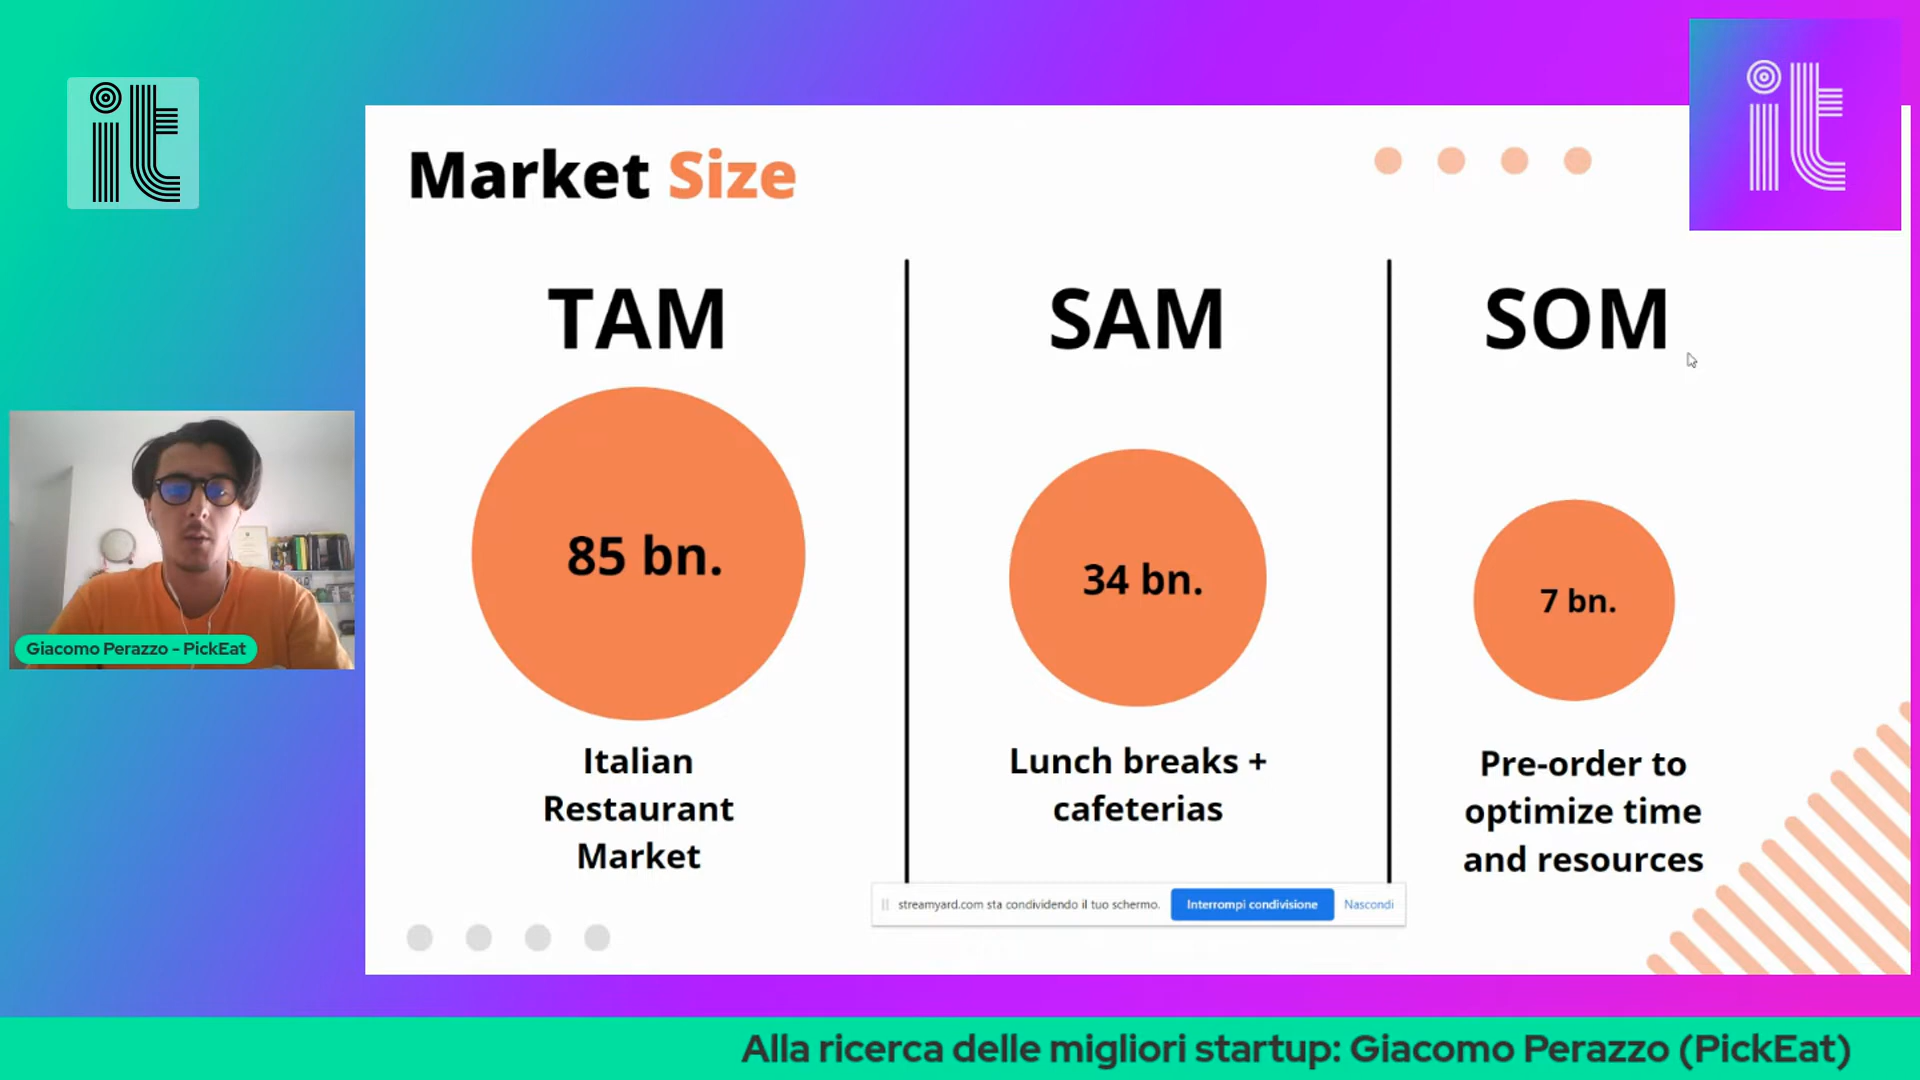 it
it
Market Size
TAM
SAM
SOM
85 bn.
34 bn.
7 bn.
Italian
Restaurant
Market
Lunch breaks +
cafeterias
Pre-order to
optimize time
and resources
streamyard.com sta condividendo il tuo schermo.
Interrompi condivisione
Nascondi
Giacomo Perazzo - PickEat
Alla ricerca delle migliori startup: Giacomo Perazzo (PickEat)